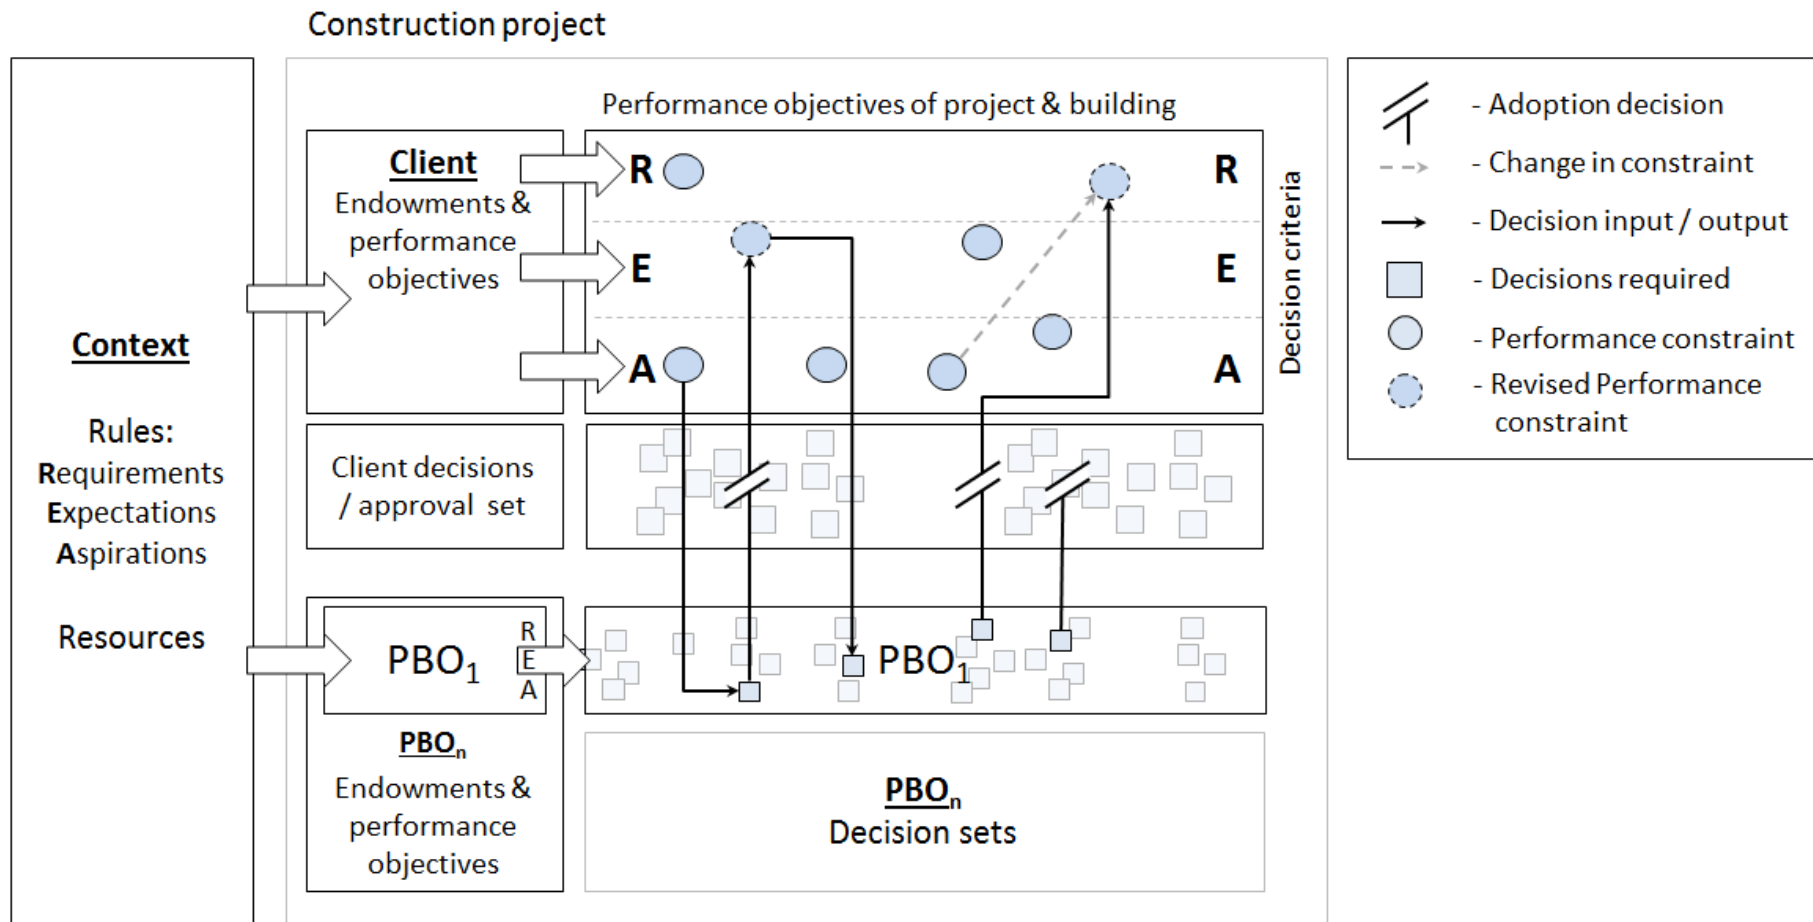 Construction project
Context
Rules:
Requirements
Expectations
Aspirations
Resources
Performance objectives of project & building
Client
Endowments &
performance
objectives
R
E
A
R
E
A
Decision criteria
Client decisions
/ approval set
PBO1
R
E
A
PBOn
Endowments &
performance
objectives
PBO1
PBOn
Decision sets
- Adoption decision
- Change in constraint
- Decision input / output
- Decisions required
- Performance constraint
- Revised Performance
constraint